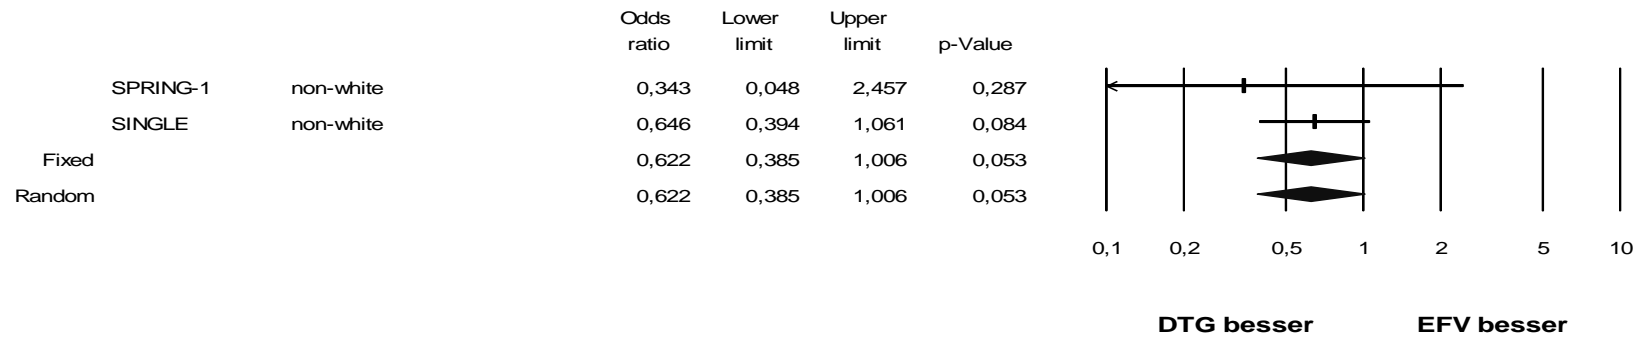 Odds Lower Upper
ratio limit limit p-Value
SPRING-1 non-white 0,343 0,048 2,457 0,287
SINGLE non-white 0,646 0,394 1,061 0,084
Fixed 0,622 0,385 1,006 0,053
Random 0,622 0,385 1,006 0,053
0,1 0,2 0,5 1 2 5 10
DTG besser EFV besser